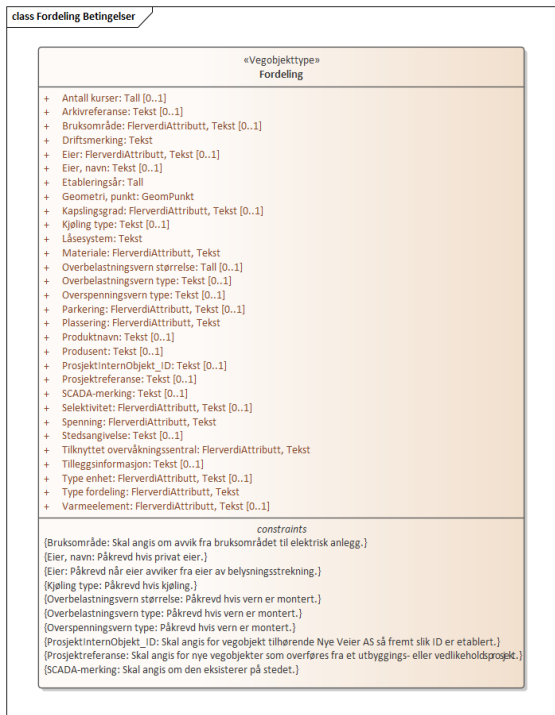 class Fordeling Betingelser
«Vegobjekttype»
Fordeling
+ Antall kurser: Tall [0..1]
+ Arkivreferanse: Tekst [0..1]
+ Bruksområde: FlerverdiAttributt, Tekst [0..1]
+ Driftsmerking: Tekst
+ Eier: FlerverdiAttributt, Tekst [0..1]
+ Eier, navn: Tekst [0..1]
+ Etableringsår: Tall
+ Geometri, punkt: GeomPunkt
+ Kapslingsgrad: FlerverdiAttributt, Tekst [0..1]
+ Kjøling type: Tekst [0..1]
+ Låsesystem: Tekst
+ Materiale: FlerverdiAttributt, Tekst
+ Overbelastningsvern størrelse: Tall [0..1]
+ Overbelastningsvern type: Tekst [0..1]
+ Overspenningsvern type: Tekst [0..1]
+ Parkering: FlerverdiAttributt, Tekst [0..1]
+ Plassering: FlerverdiAttributt, Tekst
+ Produktnavn: Tekst [0..1]
+ Produsent: Tekst [0..1]
+ ProsjektInternObjekt_ID: Tekst [0..1]
+ Prosjektreferanse: Tekst [0..1]
+ SCADA-merking: Tekst [0..1]
+ Selektivitet: FlerverdiAttributt, Tekst [0..1]
+ Spenning: FlerverdiAttributt, Tekst
+ Stedsangivelse: Tekst [0..1]
+ Tilknyttet overvåkningssentral: FlerverdiAttributt, Tekst
+ Tilleggsinformasjon: Tekst [0..1]
+ Type enhet: FlerverdiAttributt, Tekst [0..1]
+ Type fordeling: FlerverdiAttributt, Tekst
+ Varmeelement: FlerverdiAttributt, Tekst [0..1]
constraints
{Bruksområde: Skal angis om avvik fra bruksområdet til elektrisk anlegg.}
{Eier, navn: Påkrevd hvis privat eier.}
{Eier: Påkrevd når eier avviker fra eier av belysningsstrekning.}
{Kjøling type: Påkrevd hvis kjøling.}
{Overbelastningsvern størrelse: Påkrevd hvis vern er montert.}
{Overbelastningsvern type: Påkrevd hvis vern er montert.}
{Overspenningsvern type: Påkrevd hvis vern er montert.}
{ProsjektInternObjekt_ID: Skal angis for vegobjekt tilhørende Nye Veier AS så fremt slik ID er etablert.}
{Prosjektreferanse: Skal angis for nye vegobjekter som overføres fra et utbyggings- eller vedlikeholdsprosjekt.}
{SCADA-merking: Skal angis om den eksisterer på stedet.}